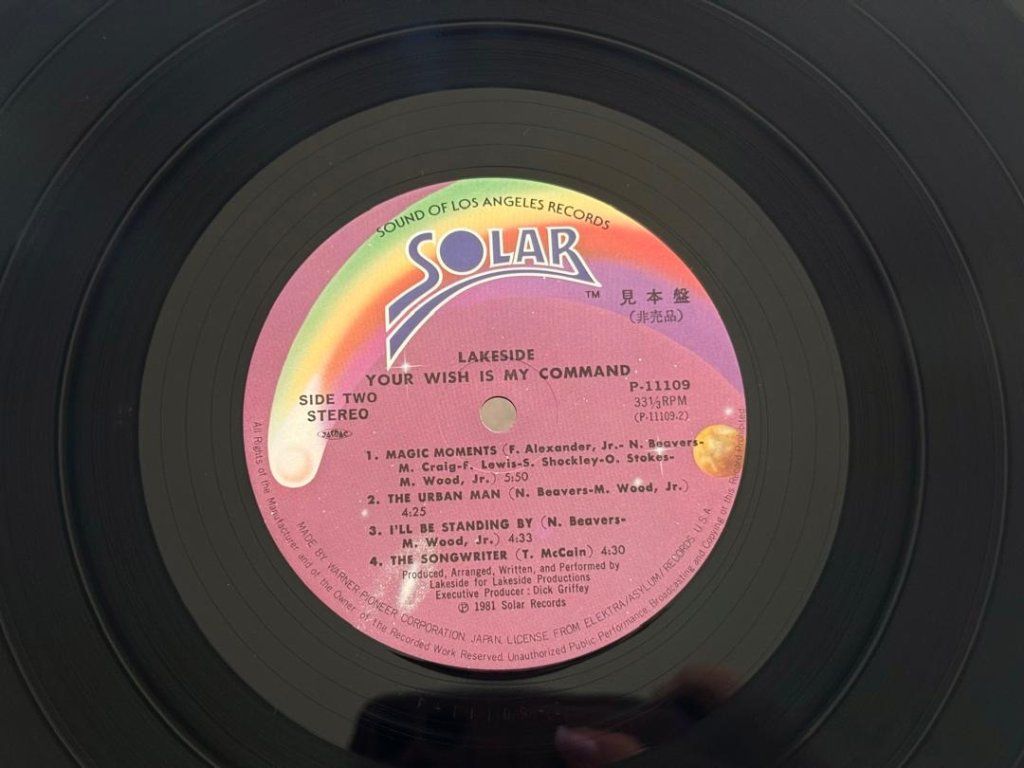 SOUND OF LOS ANGELES RECORDS
SOLAR
TM
見本盤
(非売品)
LAKESIDE
YOUR WISH IS MY COMMAND
SIDE TWO
STEREO
P-11109
33⅓RPM
(P-11109-2)
1. MAGIC MOMENTS (F. Alexander, Jr.- N. Beavers-
M. Craig-F. Lewis-S. Shockley-O. Stokes-
M. Wood, Jr.) 5:50
2. THE URBAN MAN (N. Beavers-M. Wood, Jr.)
4:25
3. I'LL BE STANDING BY (N. Beavers-
M. Wood, Jr.) 4:33
4. THE SONGWRITER (T. McCain) 4:30
Produced, Arranged, Written, and Performed by
Lakeside for Lakeside Productions
Executive Producer : Dick Griffey
℗ 1981 Solar Records
MADE BY WARNER-PIONEER CORPORATION, JAPAN. LICENSE FROM ELEKTRA/ASYLUM/RECORDS, U.S.A.
All Rights of the Manufacturer and of the Owner of the Recorded Work Reserved. Unauthorized Public Performance, Broadcasting and Copying of this Record Prohibited